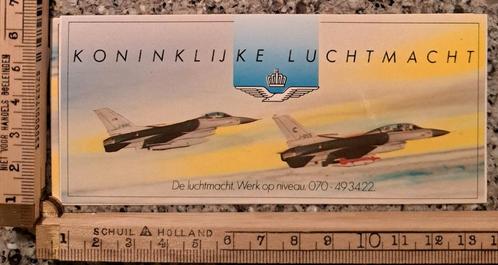 KONINKLIJKE LUCHTMACHT
De luchtmacht. Werk op niveau. 070-493422.
NIET VOOR HANDELS DOELEINDEN
1 2 3 4 5 6 7 8 9 10 11 12 13
SCHUIL HOLLAND